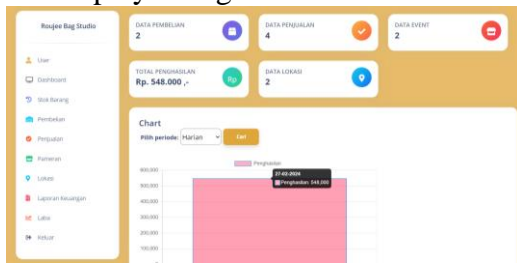 Roujee Bag Studio
User
Dashboard
Stok Barang
Pembelian
Penjualan
Pameran
Lokasi
Laporan Keuangan
Laba
Keluar
DATA PEMBELIAN
2
DATA PENJUALAN
4
DATA EVENT
2
TOTAL PENGHASILAN
Rp. 548.000 ,-
Rp
DATA LOKASI
2
Chart
Pilih periode: Harian
Cari
Penghasilan
27-02-2024
Penghasilan: 548,000
600,000
500,000
400,000
300,000
200,000
100,000